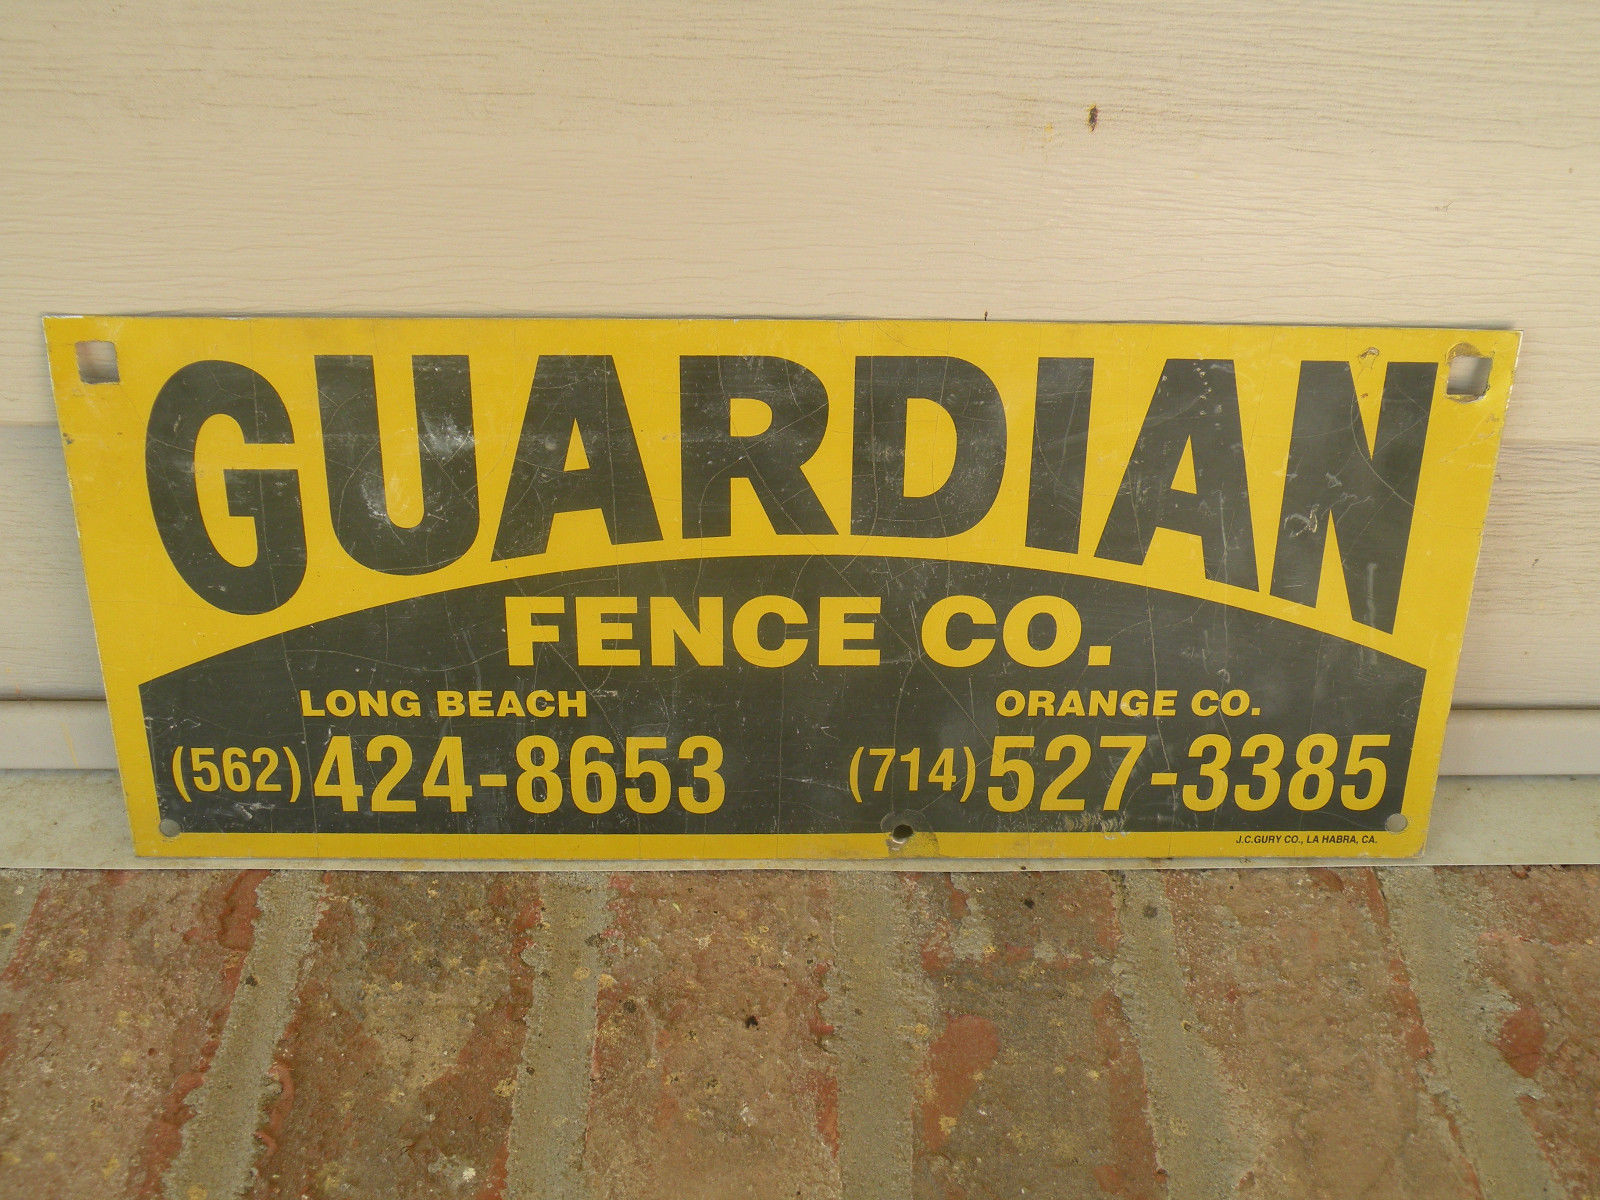 GUARDIAN
FENCE CO.
LONG BEACH
(562) 424-8653
ORANGE CO.
(714) 527-3385
J.C.GURY CO., LA HABRA, CA.